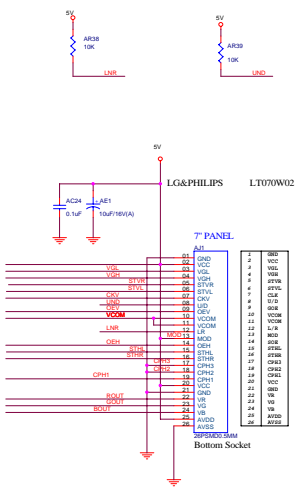 5V
5V
AR38
10K
LNR
AR39
10K
UND
5V
LG&PHILIPS LT070W02
AC24
0.1uF
AE1
10uF/16V(A)
7" PANEL
AJ1
01 GND
02 VCC
VGL 03 VGL
VGH 04 VGH
STVR 05 STVR
STVL 06 STVL
CKV 07 CKV
UND 08 U/D
OEV 09 OEV
VCOM 10 VCOM
11 VCOM
LNR 12 LR
MOD 13 MOD
OEH 14 OEH
STHL 15 STHL
STHR 16 STHR
CPH3 17 CPH3
CPH2 18 CPH2
CPH1 19 CPH1
20 VCC
21 GND
ROUT 22 VR
GOUT 23 VG
BOUT 24 VB
25 AVDD
26 AVSS
26PSMD0.5MM
Bottom Socket
1 GND
2 VCC
3 VGL
4 VGH
5 STVR
6 STVL
7 CLK
8 U/D
9 GOE
10 VCOM
11 VCOM
12 L/R
13 MOD
14 SOE
15 STHL
16 STHR
17 CPH3
18 CPH2
19 CPH1
20 VCC
21 GND
22 VR
23 VG
24 VB
25 AVDD
26 AVSS